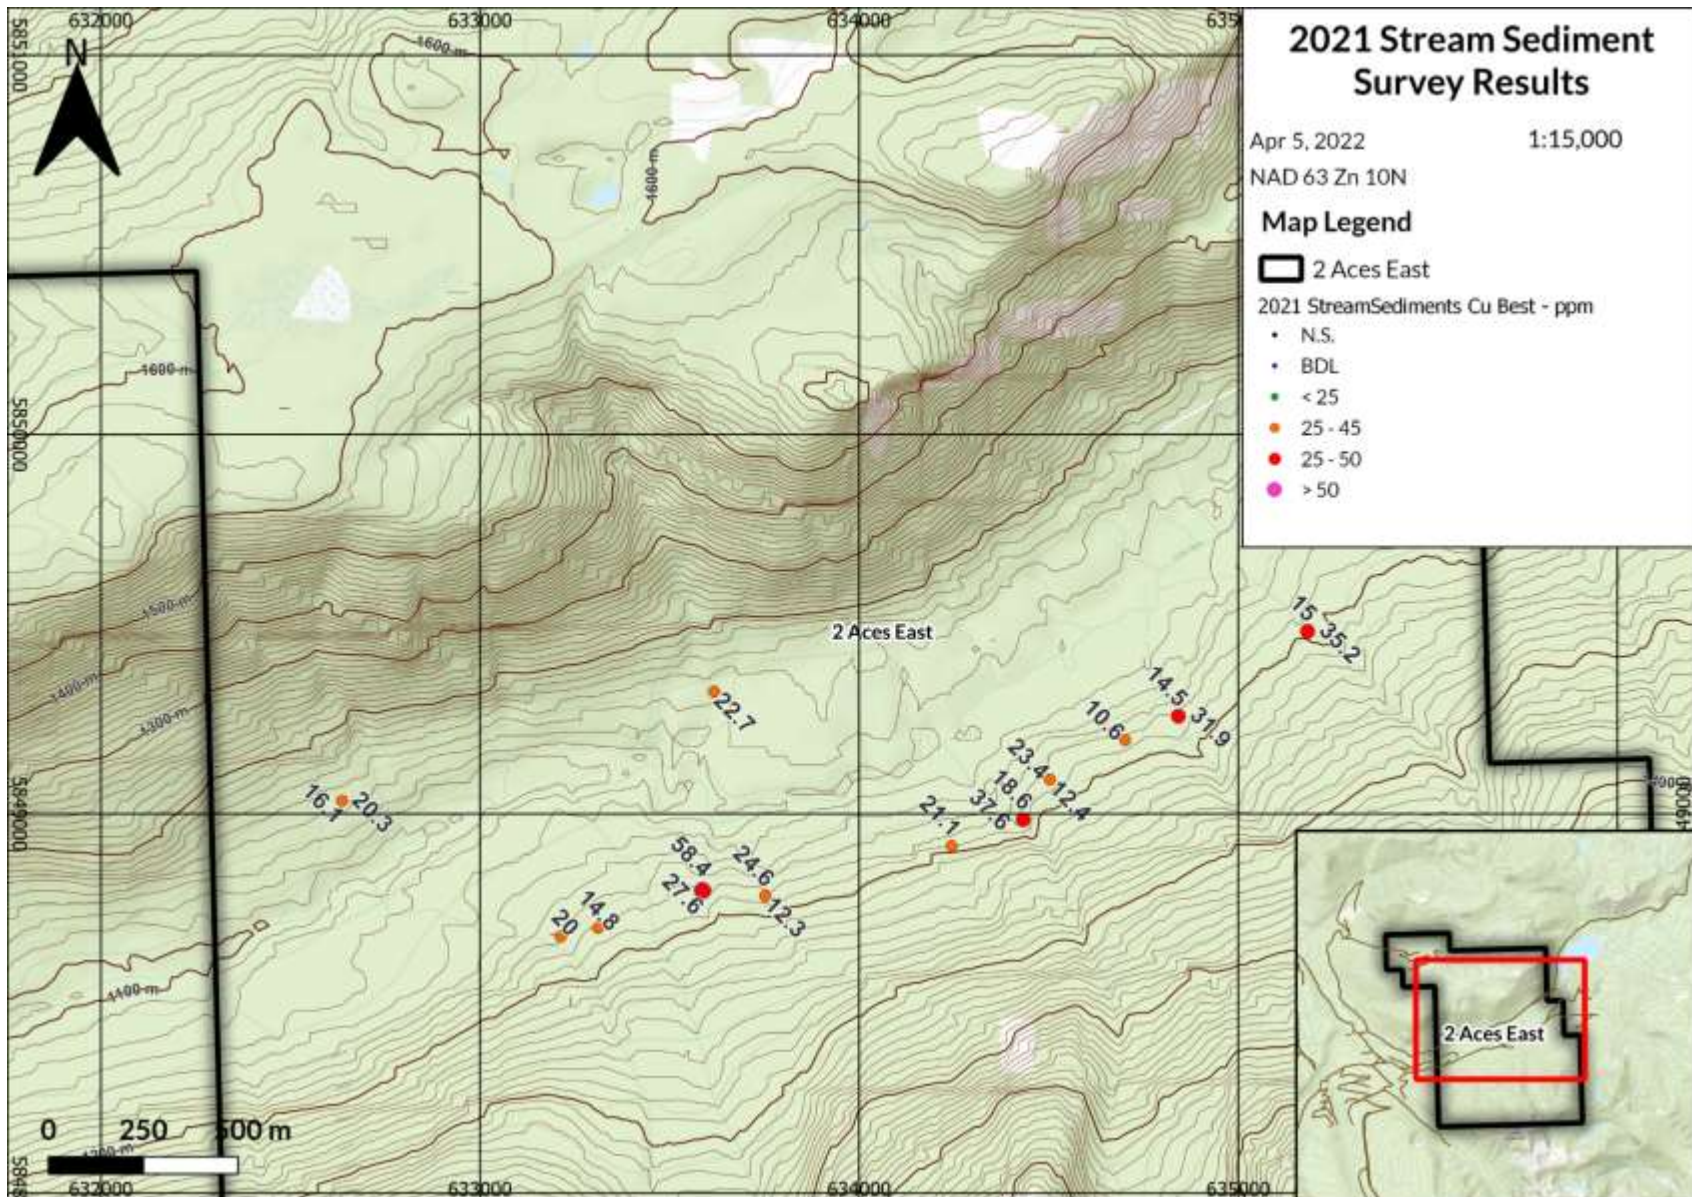 632000
633000
634000
635
5851000
N
1600 m
1600 m
2021 Stream Sediment
Survey Results
Apr 5, 2022
1:15,000
NAD 63 Zn 10N
Map Legend
2 Aces East
2021 StreamSediments Cu Best - ppm
N.S.
BDL
< 25
25 - 45
25 - 50
> 50
1600 m
5850000
1500 m
1400 m
1300 m
2 Aces East
15
35.2
22.7
14.5
31.9
10.6
23.4
12.4
18.6
37.6
21.1
16.1
20.3
5849000
49000
58.4
27.6
24.6
12.3
14.8
20
1100 m
2 Aces East
0
250
500 m
5848
632000
633000
634000
635000